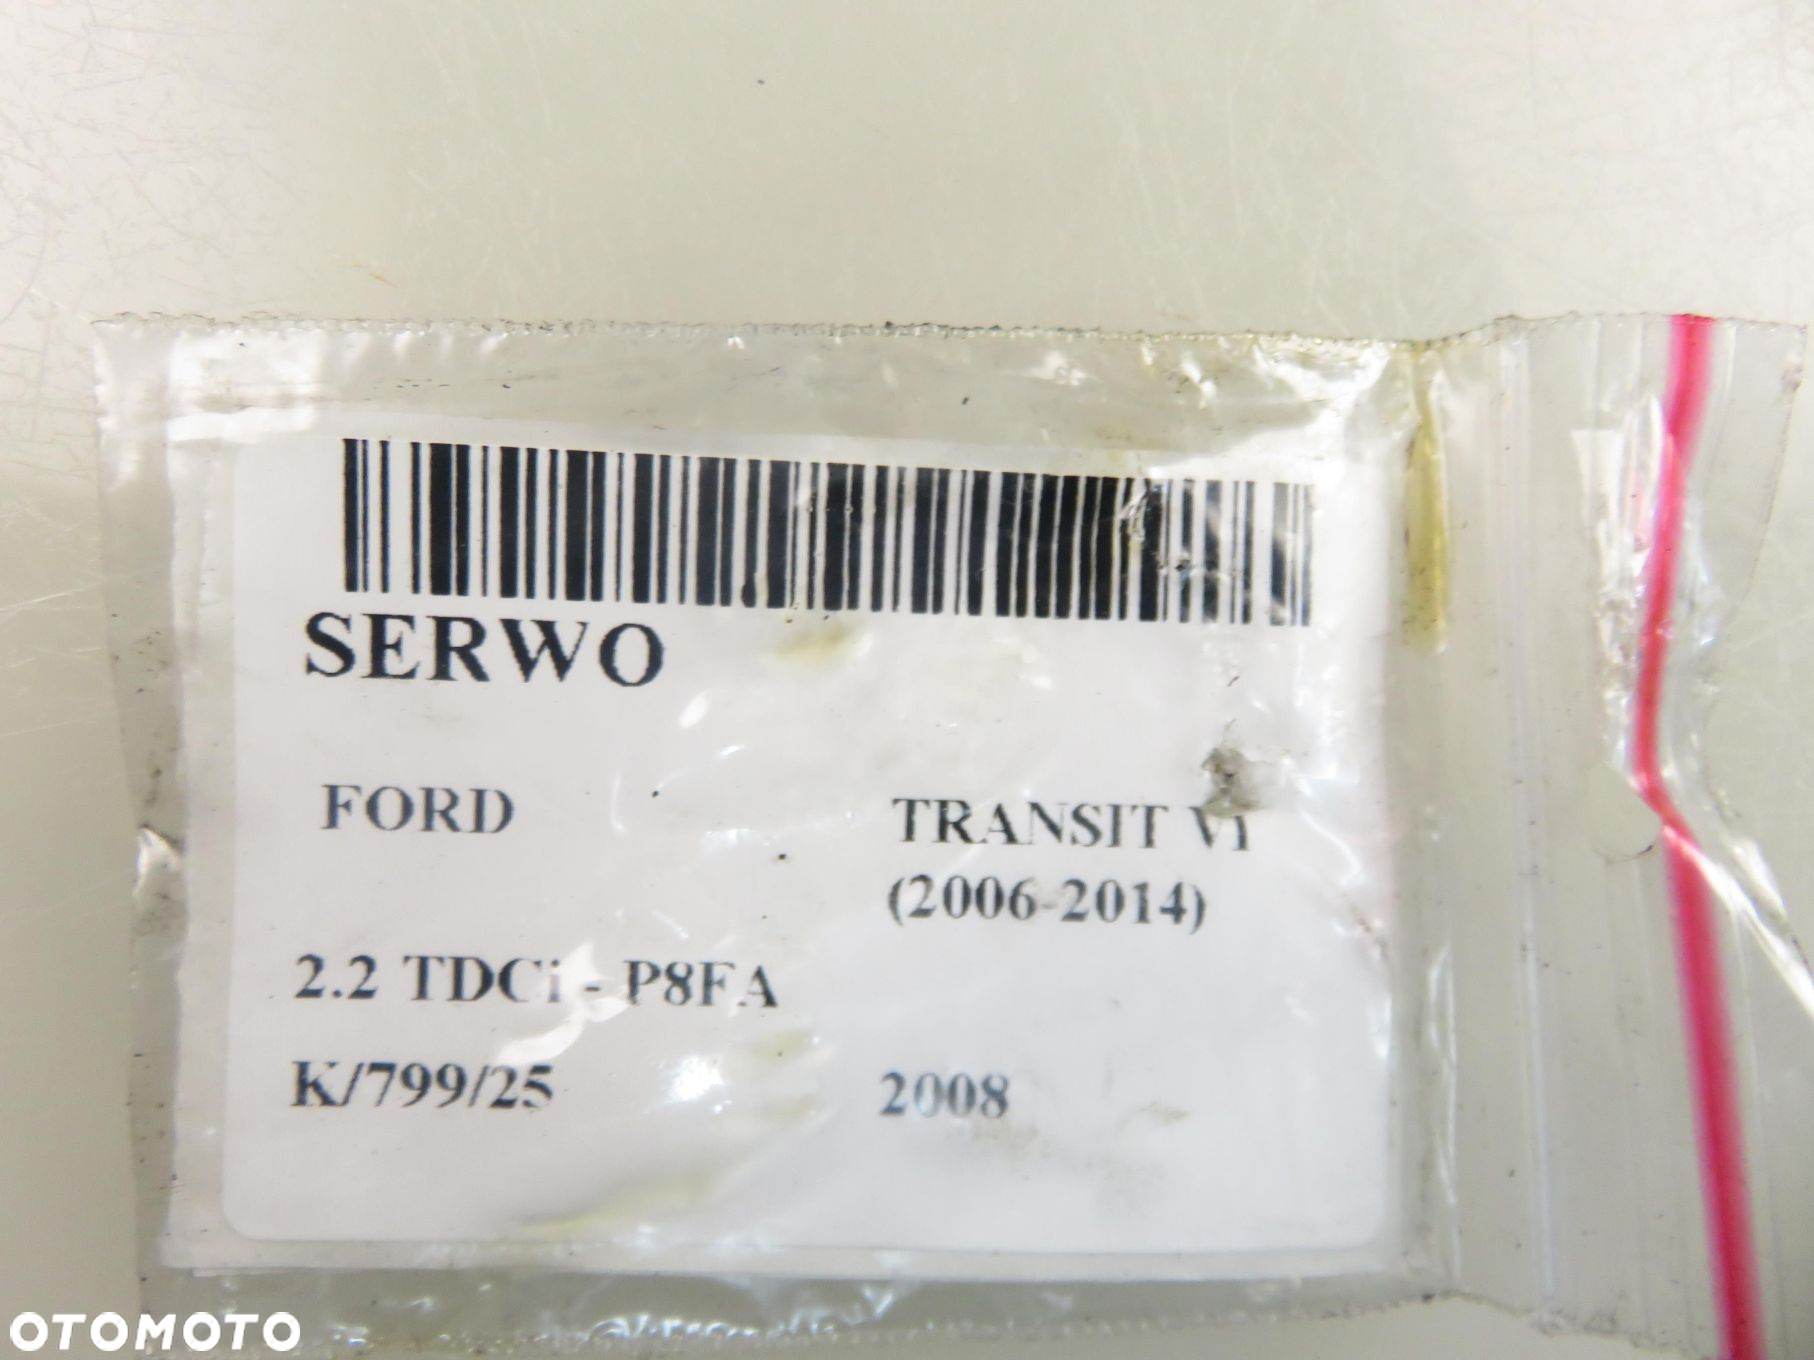 SERWO
FORD TRANSIT VI
(2006-2014)
2.2 TDCi - P8FA
K/799/25 2008
OTOMOTO